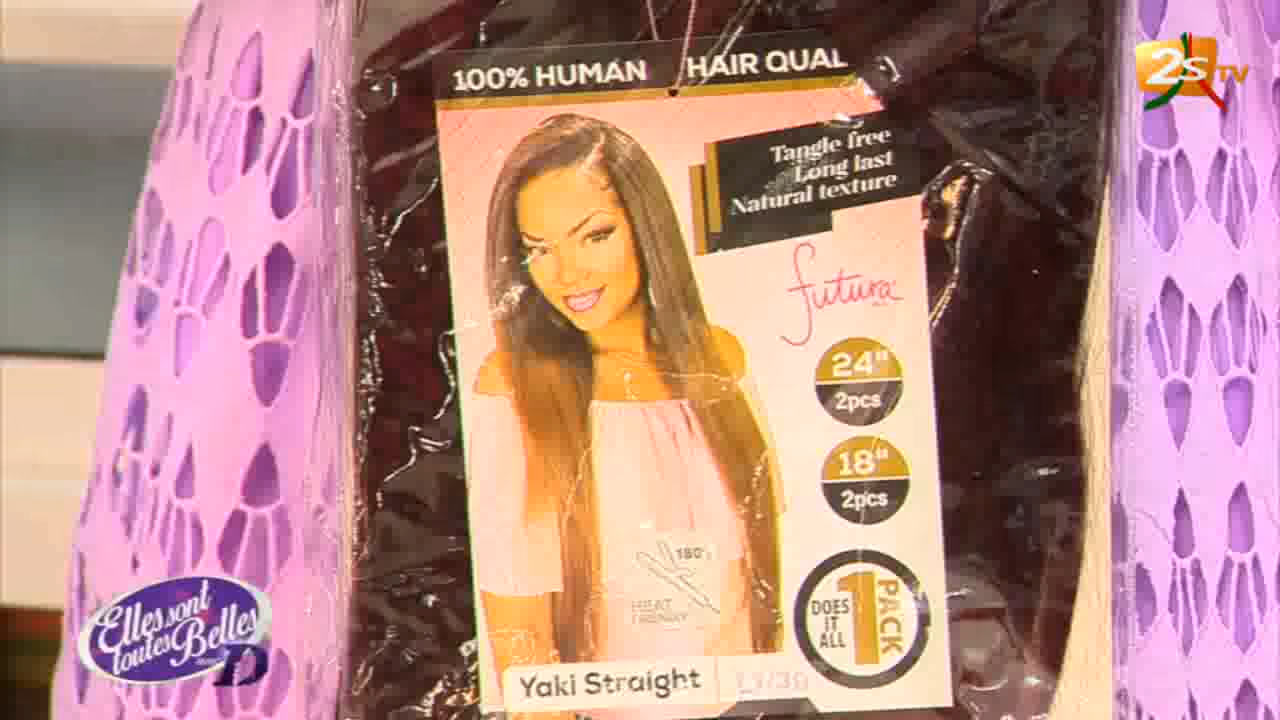 100% HUMAN HAIR QUAL
2sTV
Tangle free
Long last
Natural texture
futura
24"
2pcs
18"
2pcs
180°
HEAT
DOES
IT
ALL
1
PACK
Yaki Straight
Elles sont
toutes Belles
D